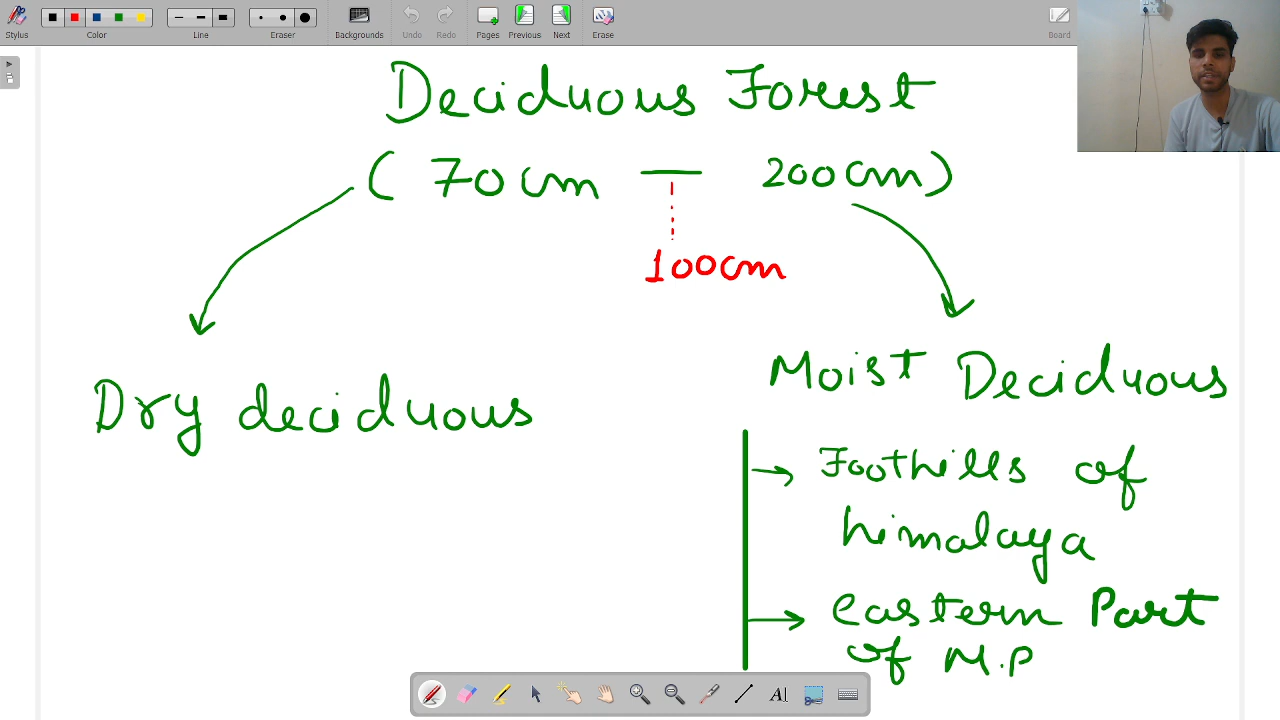 Stylus
Color
Line
Eraser
Backgrounds
Undo
Redo
Pages
Previous
Next
Erase
Board
Deciduous Forest
(70cm — 200cm)
100cm
Dry deciduous
Moist Deciduous
→ Foothills of
himalaya
→ eastern Part
of M.P
AI